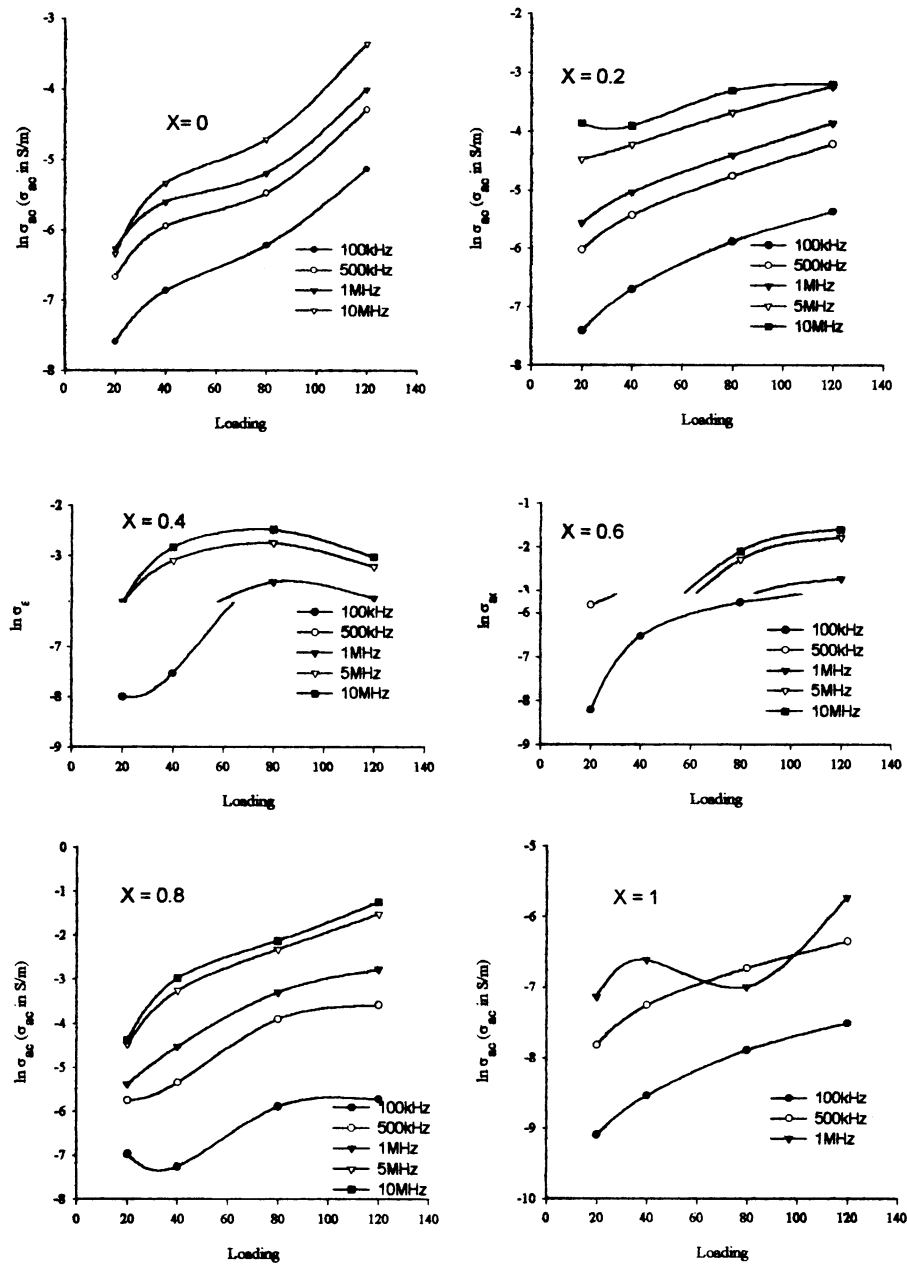 -3
-4
-5
-6
-7
-8
ln σac (σac in S/m)
X= 0
100kHz
500kHz
1MHz
10MHz
0 20 40 60 80 100 120 140
Loading
-2
-3
-4
-5
-6
-7
-8
ln σac (σac in S/m)
X = 0.2
100kHz
500kHz
1MHz
5MHz
10MHz
0 20 40 60 80 100 120 140
Loading
-2
-3
-7
-8
-9
ln σ
X = 0.4
100kHz
500kHz
1MHz
5MHz
10MHz
0 20 40 60 80 100 120 140
Loading
-1
-2
-6
-7
-8
-9
ln σ
X = 0.6
100kHz
500kHz
1MHz
5MHz
10MHz
0 20 40 60 80 100 120 140
Loading
0
-1
-2
-3
-4
-5
-6
-7
-8
ln σac (σac in S/m)
X = 0.8
100kHz
500kHz
1MHz
5MHz
10MHz
0 20 40 60 80 100 120 140
Loading
-5
-6
-7
-8
-9
-10
ln σac (σac in S/m)
X = 1
100kHz
500kHz
1MHz
0 20 40 60 80 100 120 140
Loading